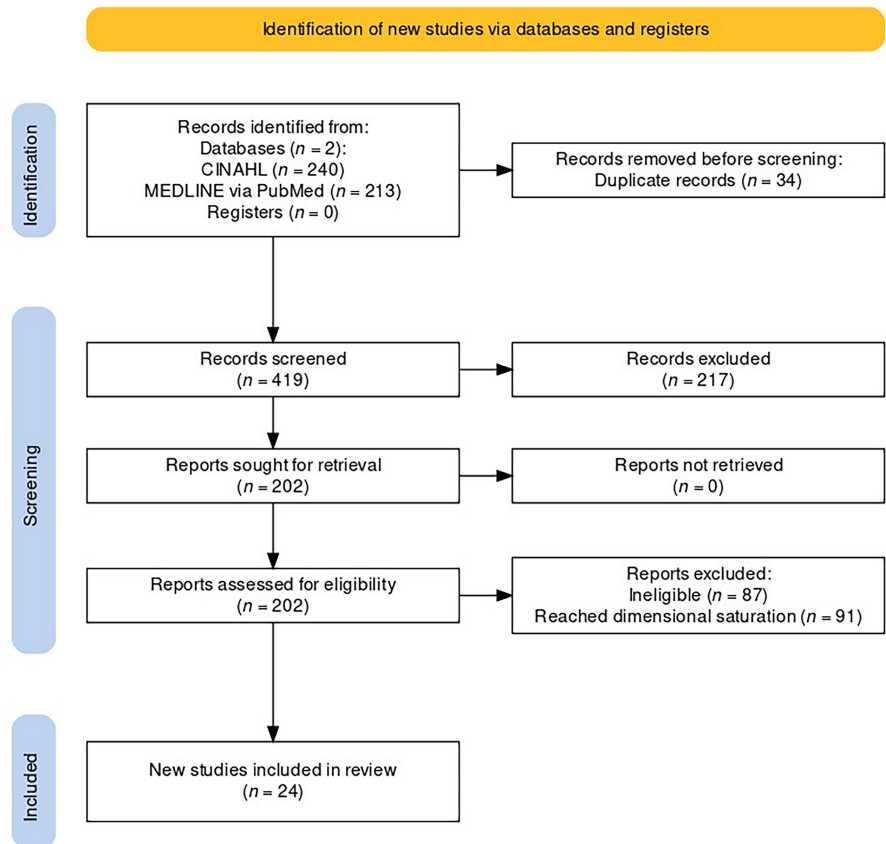 Identification of new studies via databases and registers
Identification
Records identified from:
Databases (n = 2):
CINAHL (n = 240)
MEDLINE via PubMed (n = 213)
Registers (n = 0)
Records removed before screening:
Duplicate records (n = 34)
Screening
Records screened
(n = 419)
Records excluded
(n = 217)
Reports sought for retrieval
(n = 202)
Reports not retrieved
(n = 0)
Reports assessed for eligibility
(n = 202)
Reports excluded:
Ineligible (n = 87)
Reached dimensional saturation (n = 91)
Included
New studies included in review
(n = 24)